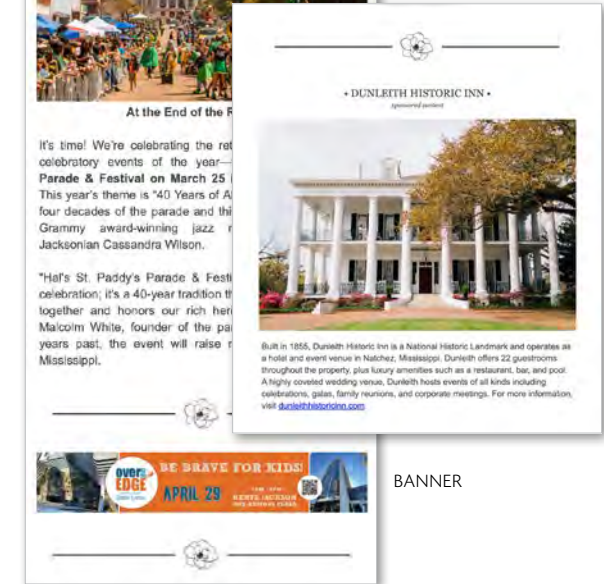 At the End of the R
It's time! We're celebrating the ret
celebratory events of the year—
Parade & Festival on March 25
This year's theme is "40 Years of A
four decades of the parade and thi
Grammy award-winning jazz
Jacksonian Cassandra Wilson.
"Hal's St. Paddy's Parade & Festi
celebration; it's a 40-year tradition th
together and honors our rich her
Malcolm White, founder of the pa
years past, the event will raise
Mississippi.
over the
EDGE
BE BRAVE FOR KIDS!
APRIL 29
• DUNLEITH HISTORIC INN •
sponsored content
Built in 1855, Dunleith Historic Inn is a National Historic Landmark and operates as
a hotel and event venue in Natchez, Mississippi. Dunleith offers 22 guestrooms
throughout the property, plus luxury amenities such as a restaurant, bar, and pool.
A highly coveted wedding venue, Dunleith hosts events of all kinds including
celebrations, galas, family reunions, and corporate meetings. For more information,
visit dunleithhistoricinn.com.
BANNER